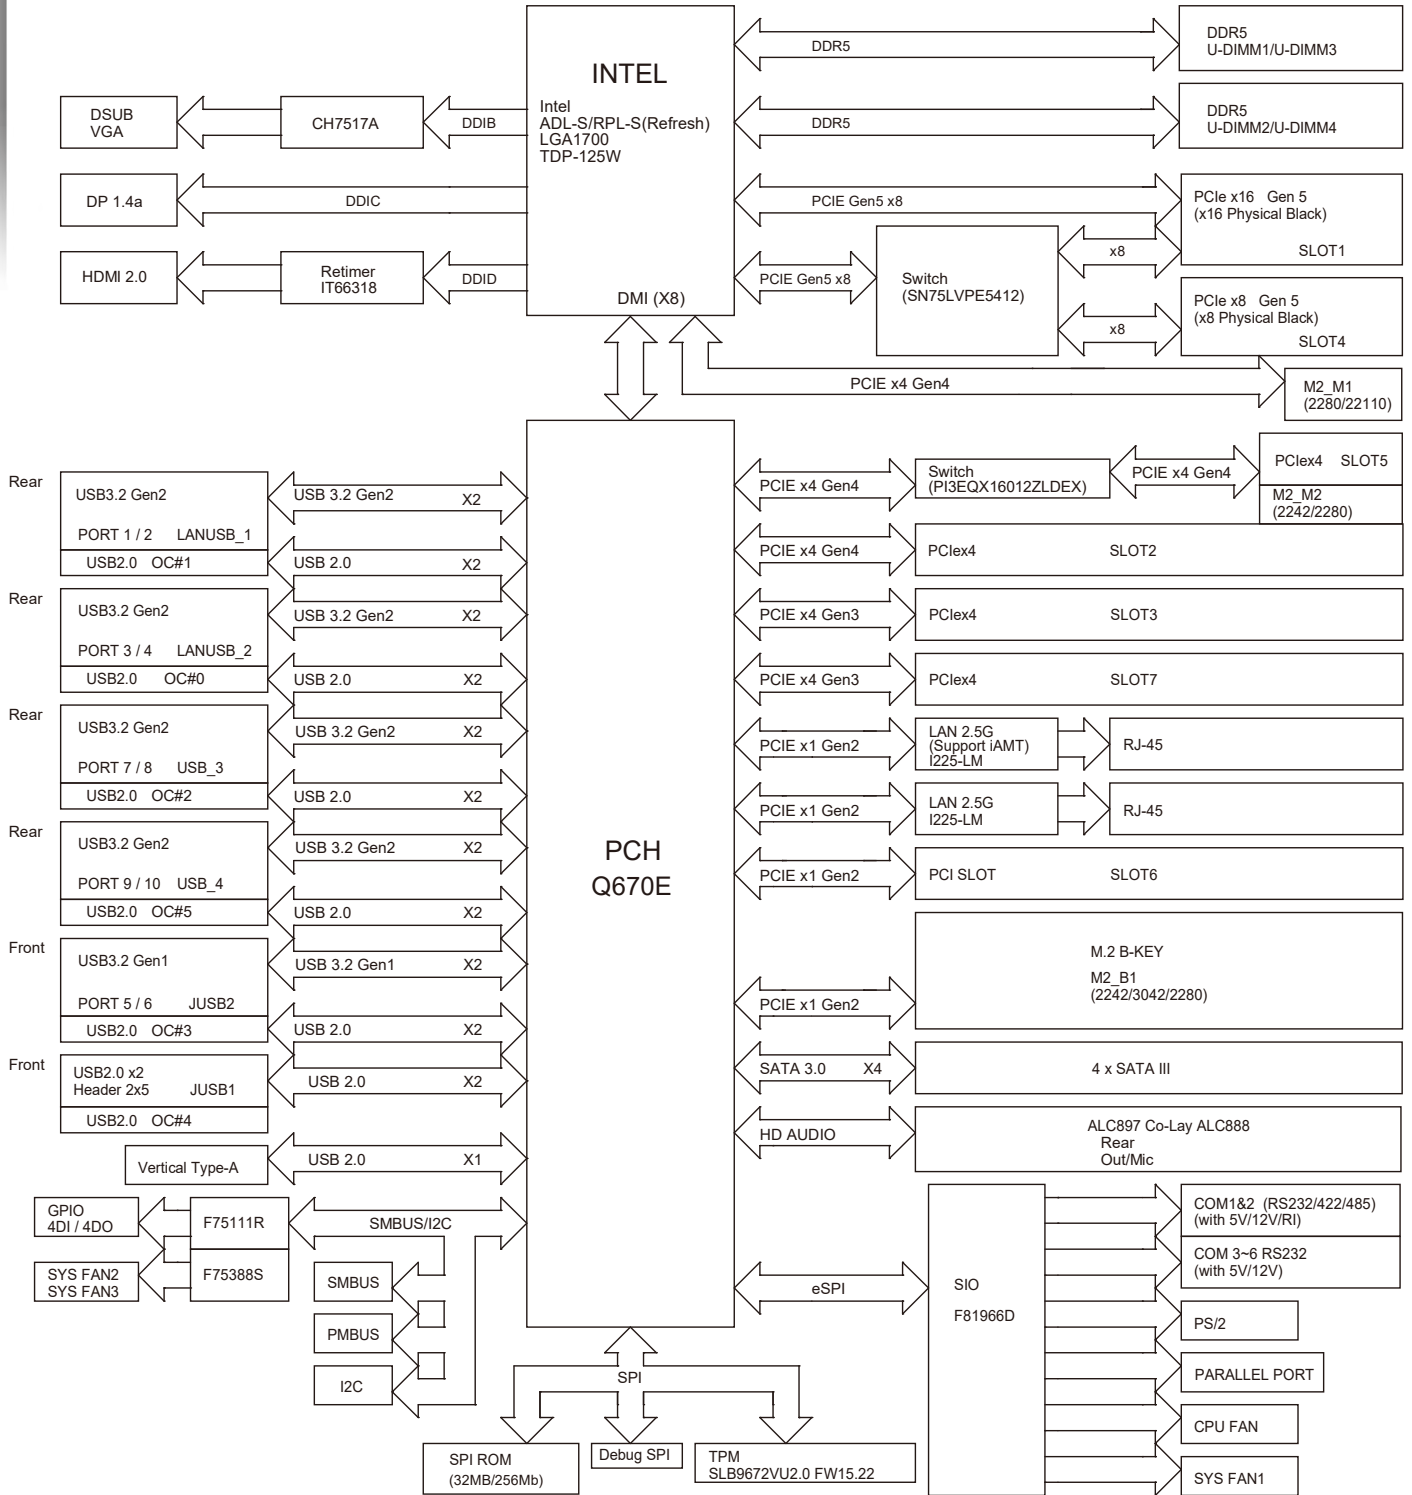 INTEL
Intel
ADL-S/RPL-S(Refresh)
LGA1700
TDP-125W
DMI (X8)
DDR5
DDR5
U-DIMM1/U-DIMM3
DDR5
DDR5
U-DIMM2/U-DIMM4
DSUB
VGA
CH7517A
DDIB
DP 1.4a
DDIC
HDMI 2.0
Retimer
IT66318
DDID
PCIE Gen5 x8
PCIe x16 Gen 5
(x16 Physical Black)
SLOT1
PCIE Gen5 x8
Switch
(SN75LVPE5412)
x8
x8
PCIe x8 Gen 5
(x8 Physical Black)
SLOT4
PCIE x4 Gen4
M2_M1
(2280/22110)
PCH
Q670E
Rear
USB3.2 Gen2
PORT 1 / 2 LANUSB_1
USB2.0 OC#1
USB 3.2 Gen2 X2
USB 2.0 X2
Rear
USB3.2 Gen2
PORT 3 / 4 LANUSB_2
USB2.0 OC#0
USB 3.2 Gen2 X2
USB 2.0 X2
Rear
USB3.2 Gen2
PORT 7 / 8 USB_3
USB2.0 OC#2
USB 3.2 Gen2 X2
USB 2.0 X2
Rear
USB3.2 Gen2
PORT 9 / 10 USB_4
USB2.0 OC#5
USB 3.2 Gen2 X2
USB 2.0 X2
Front
USB3.2 Gen1
PORT 5 / 6 JUSB2
USB2.0 OC#3
USB 3.2 Gen1 X2
USB 2.0 X2
Front
USB2.0 x2
Header 2x5 JUSB1
USB2.0 OC#4
USB 2.0 X2
Vertical Type-A
USB 2.0 X1
GPIO
4DI / 4DO
F75111R
SMBUS/I2C
SYS FAN2
SYS FAN3
F75388S
SMBUS
PMBUS
I2C
PCIE x4 Gen4
Switch
(PI3EQX16012ZLDEX)
PCIE x4 Gen4
PCIex4 SLOT5
M2_M2
(2242/2280)
PCIE x4 Gen4
PCIex4 SLOT2
PCIE x4 Gen3
PCIex4 SLOT3
PCIE x4 Gen3
PCIex4 SLOT7
PCIE x1 Gen2
LAN 2.5G
(Support iAMT)
I225-LM
RJ-45
PCIE x1 Gen2
LAN 2.5G
I225-LM
RJ-45
PCIE x1 Gen2
PCI SLOT SLOT6
PCIE x1 Gen2
M.2 B-KEY
M2_B1
(2242/3042/2280)
SATA 3.0 X4
4 x SATA III
HD AUDIO
ALC897 Co-Lay ALC888
Rear
Out/Mic
eSPI
SIO
F81966D
COM1&2 (RS232/422/485)
(with 5V/12V/RI)
COM 3~6 RS232
(with 5V/12V)
PS/2
PARALLEL PORT
CPU FAN
SYS FAN1
SPI
SPI ROM
(32MB/256Mb)
Debug SPI
TPM
SLB9672VU2.0 FW15.22